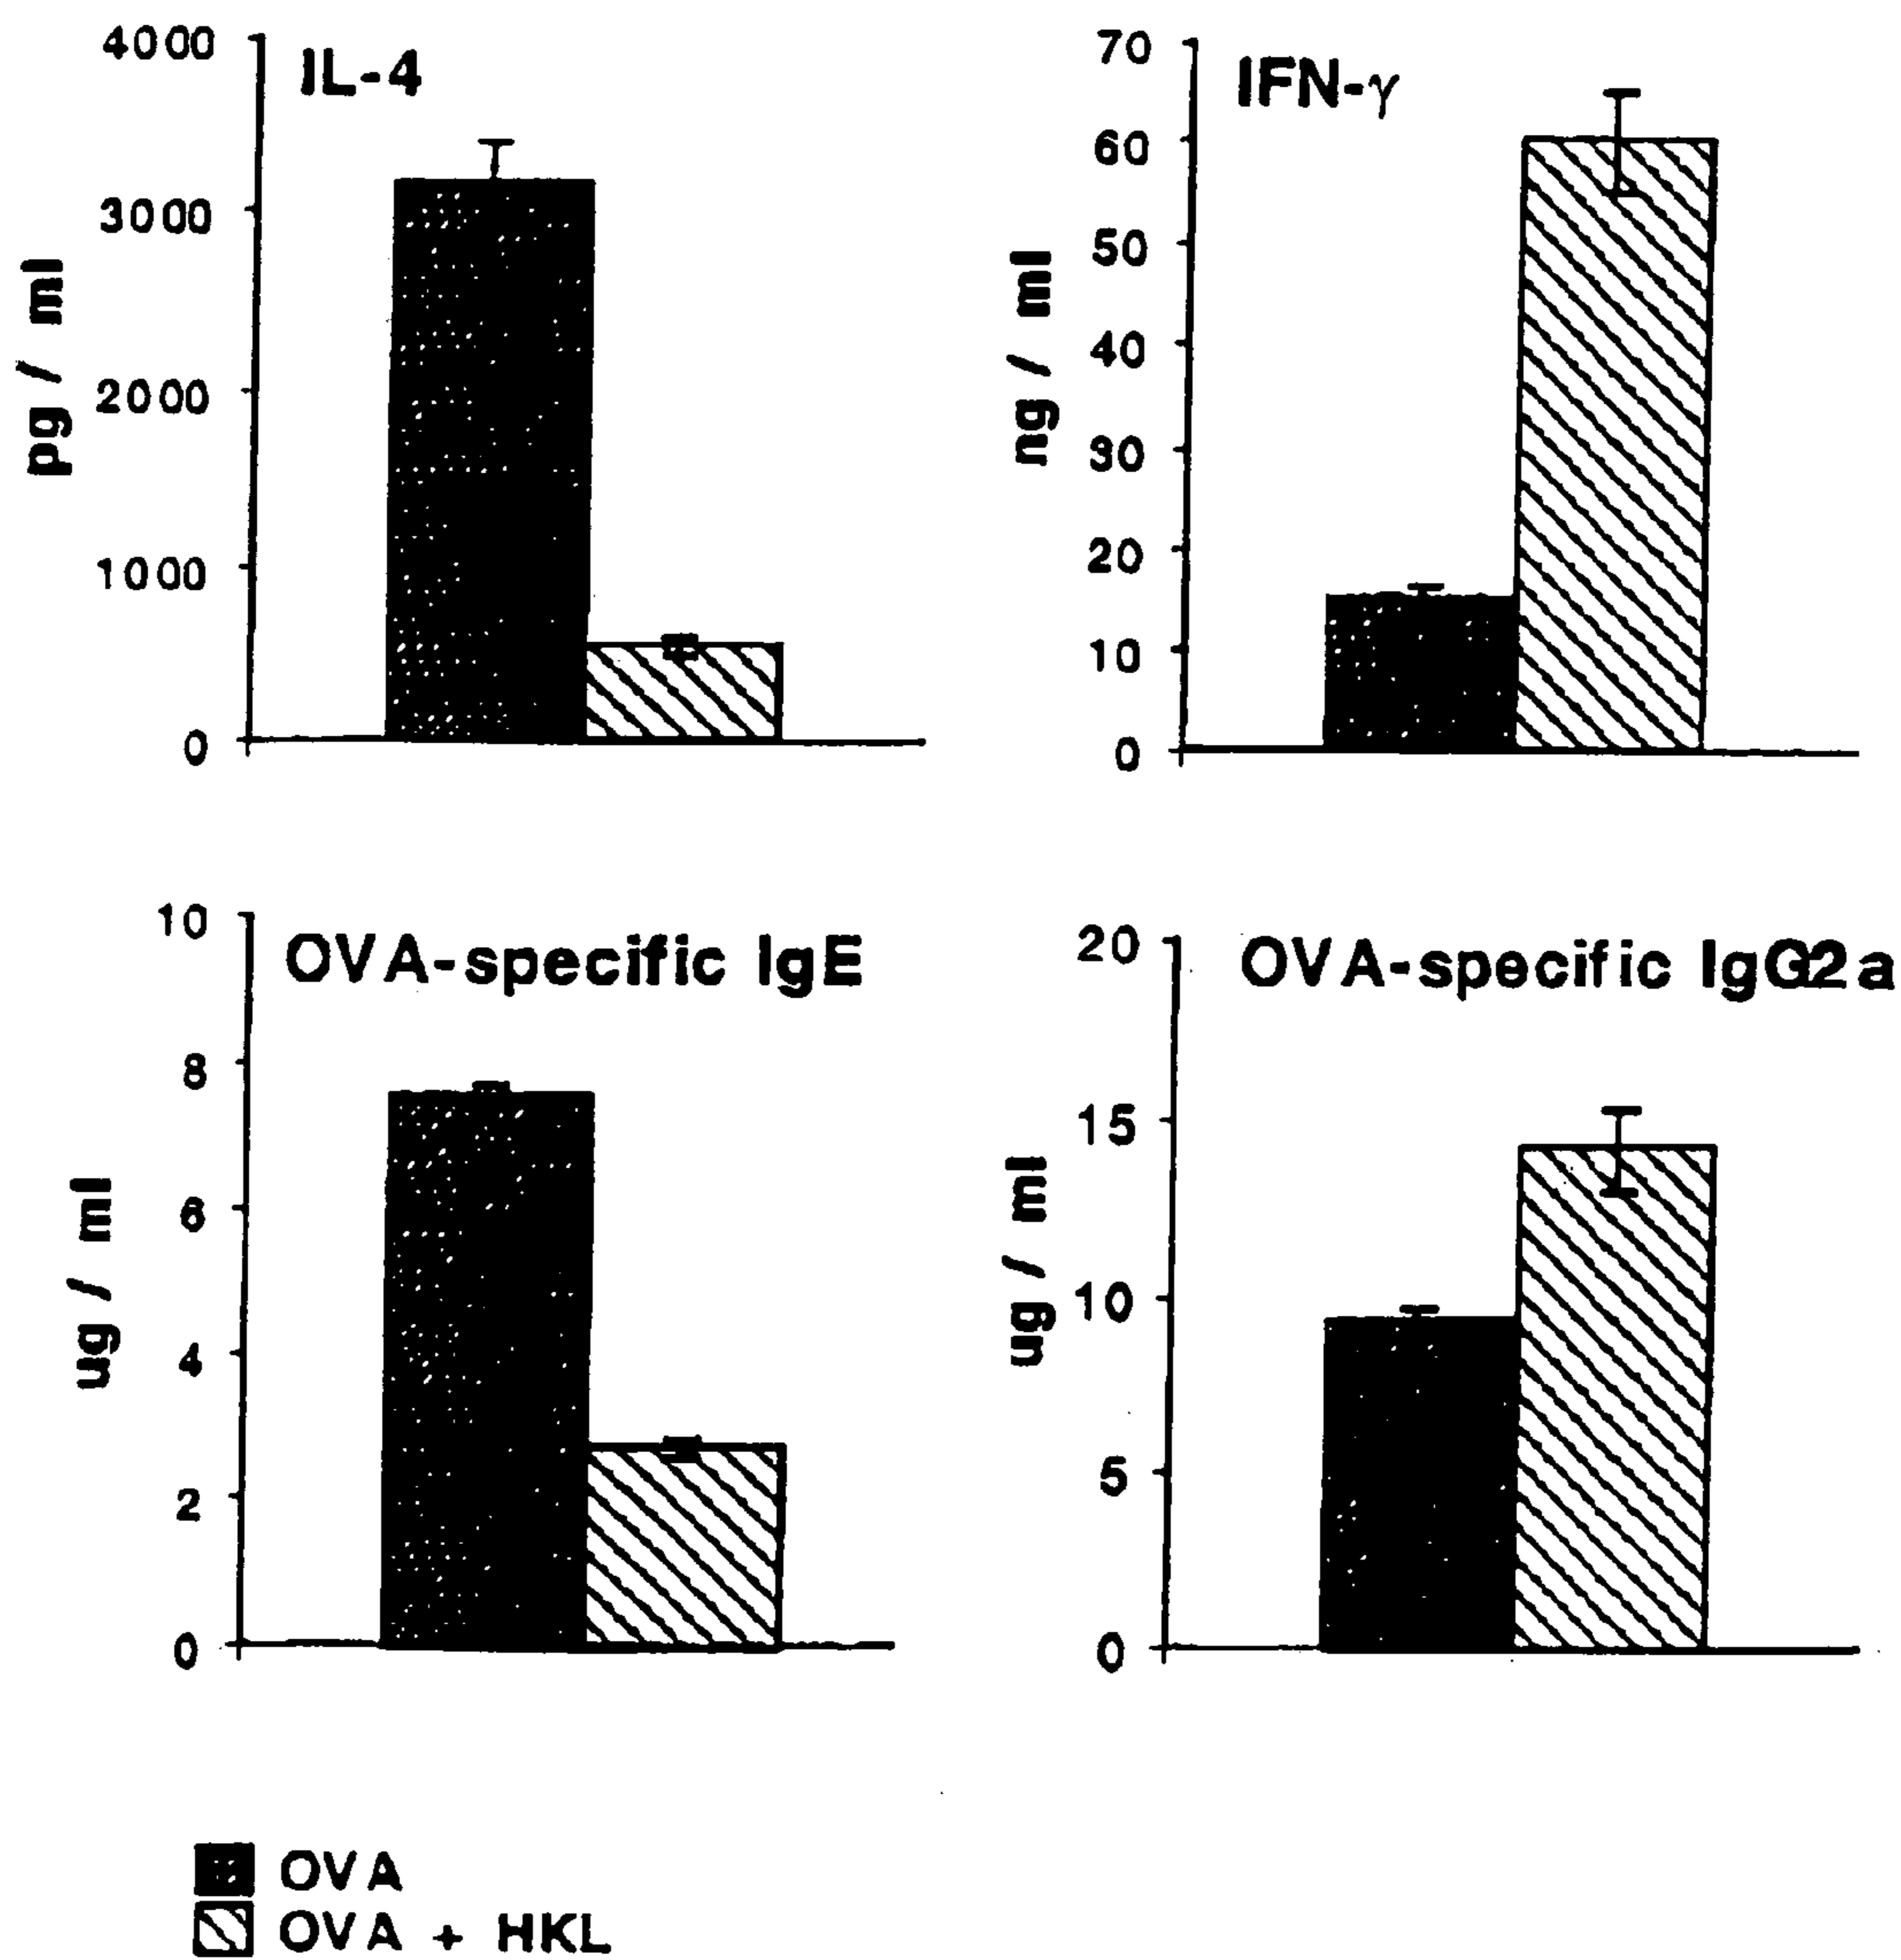 IL-4
4000
3000
2000
1000
0
pg / ml
IFN-γ
70
60
50
40
30
20
10
0
ng / ml
OVA-specific IgE
10
8
6
4
2
0
ug / ml
OVA-specific IgG2a
20
15
10
5
0
ug / ml
OVA
OVA + HKL